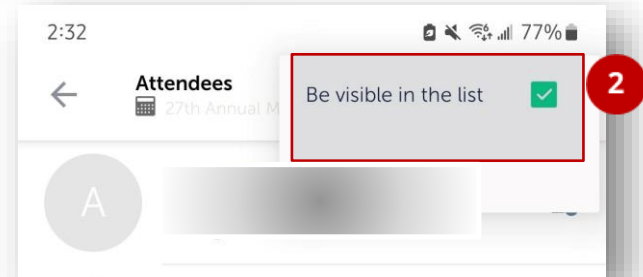 2:32 77%
Attendees
27th Annual M
Be visible in the list
2
A